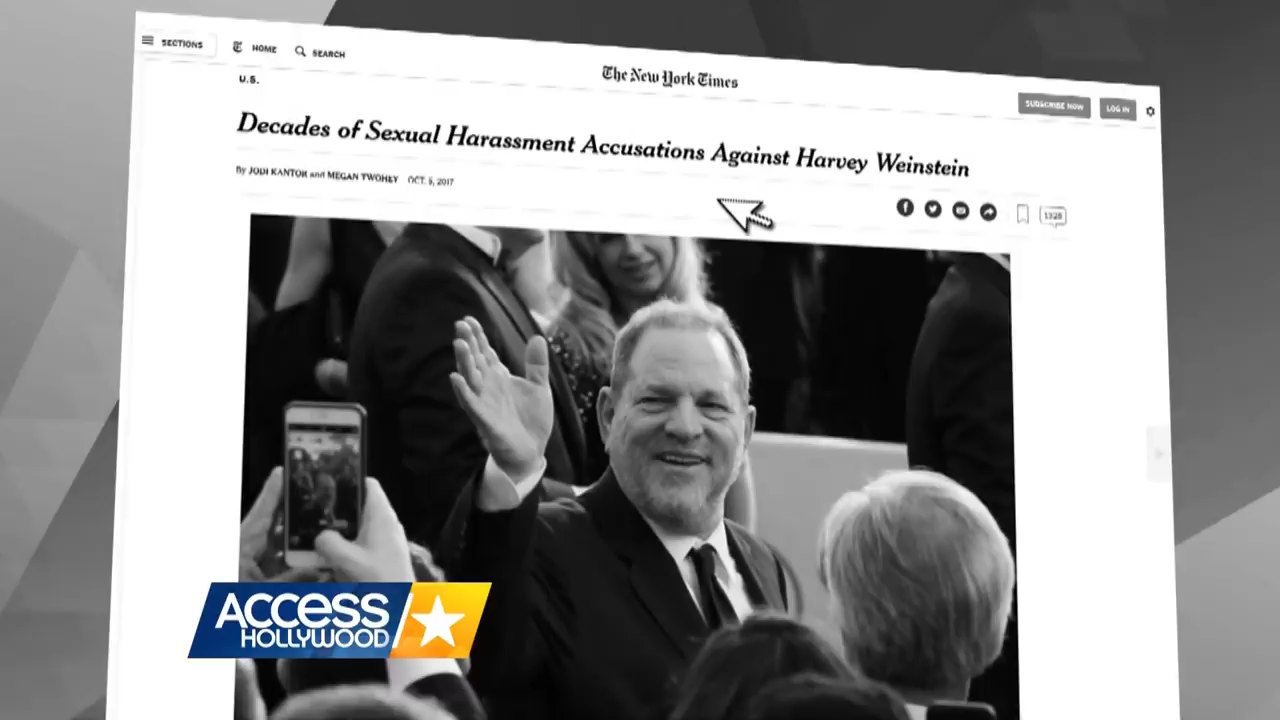 SECTIONS
HOME
SEARCH
The New York Times
SUBSCRIBE NOW
LOG IN
U.S.
Decades of Sexual Harassment Accusations Against Harvey Weinstein
By JODI KANTOR and MEGAN TWOHEY OCT. 5, 2017
1328
ACCESS
HOLLYWOOD